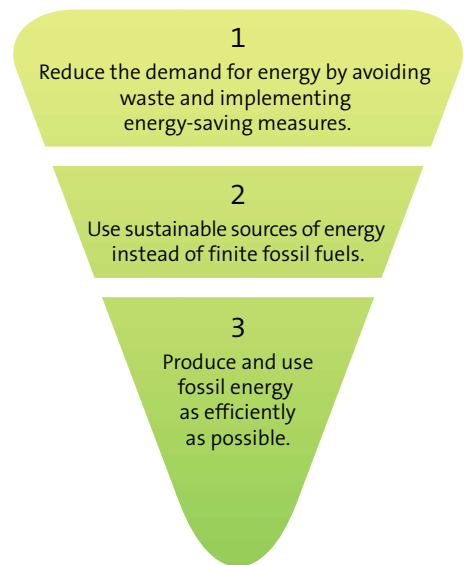 1
Reduce the demand for energy by avoiding
waste and implementing
energy-saving measures.
2
Use sustainable sources of energy
instead of finite fossil fuels.
3
Produce and use
fossil energy
as efficiently
as possible.